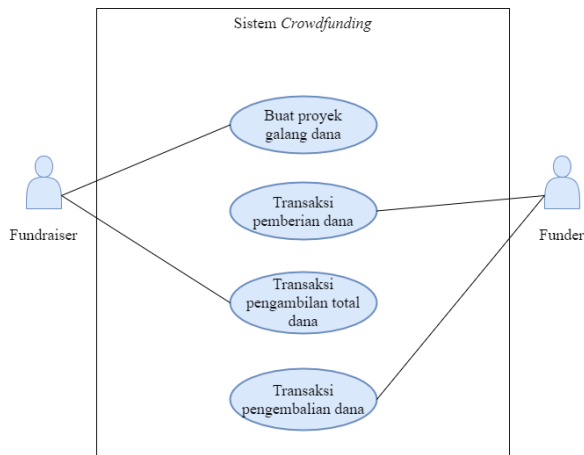 Sistem Crowdfunding
Buat proyek
galang dana
Transaksi
pemberian dana
Fundraiser
Funder
Transaksi
pengambilan total
dana
Transaksi
pengembalian dana